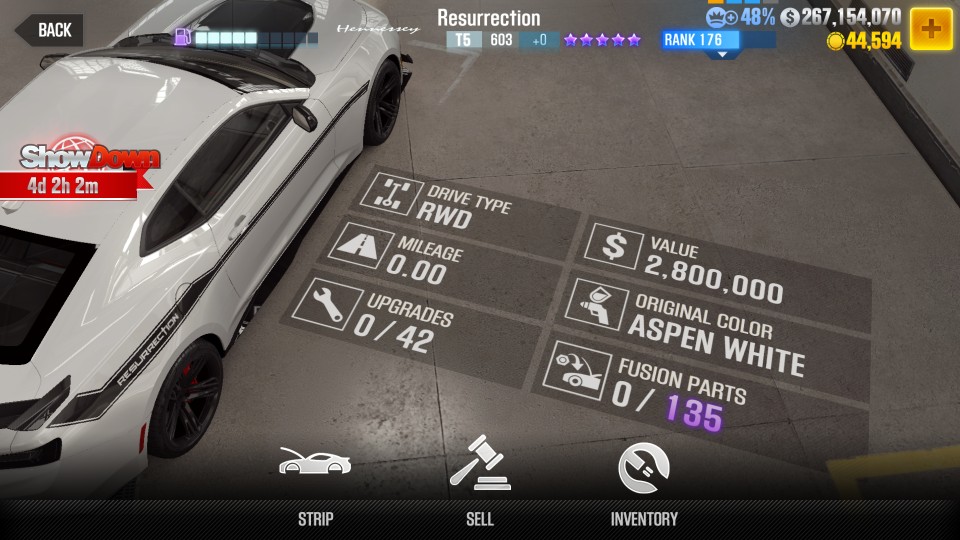 BACK
Hennessey
Resurrection
T5 603 +0
RANK 176
48%
$ 267,154,070
44,594
+
ShowDown
4d 2h 2m
DRIVE TYPE
RWD
MILEAGE
0.00
UPGRADES
0/42
$ VALUE
2,800,000
ORIGINAL COLOR
ASPEN WHITE
FUSION PARTS
0/135
RESURRECTION
STRIP
SELL
INVENTORY